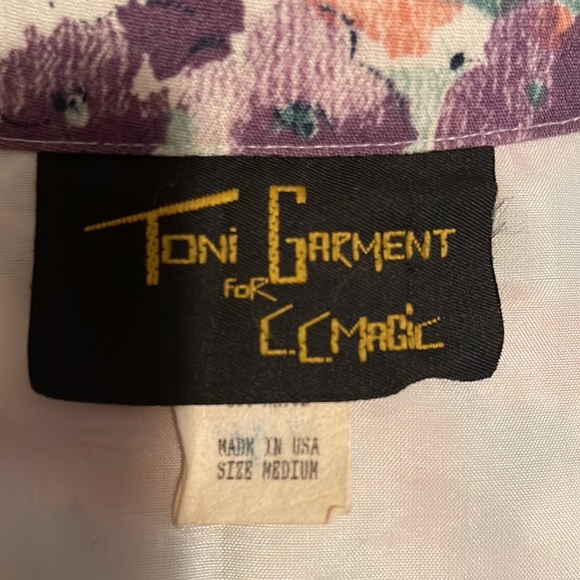 Toni Garment
FOR
C.C. Magic
MADE IN USA
SIZE MEDIUM